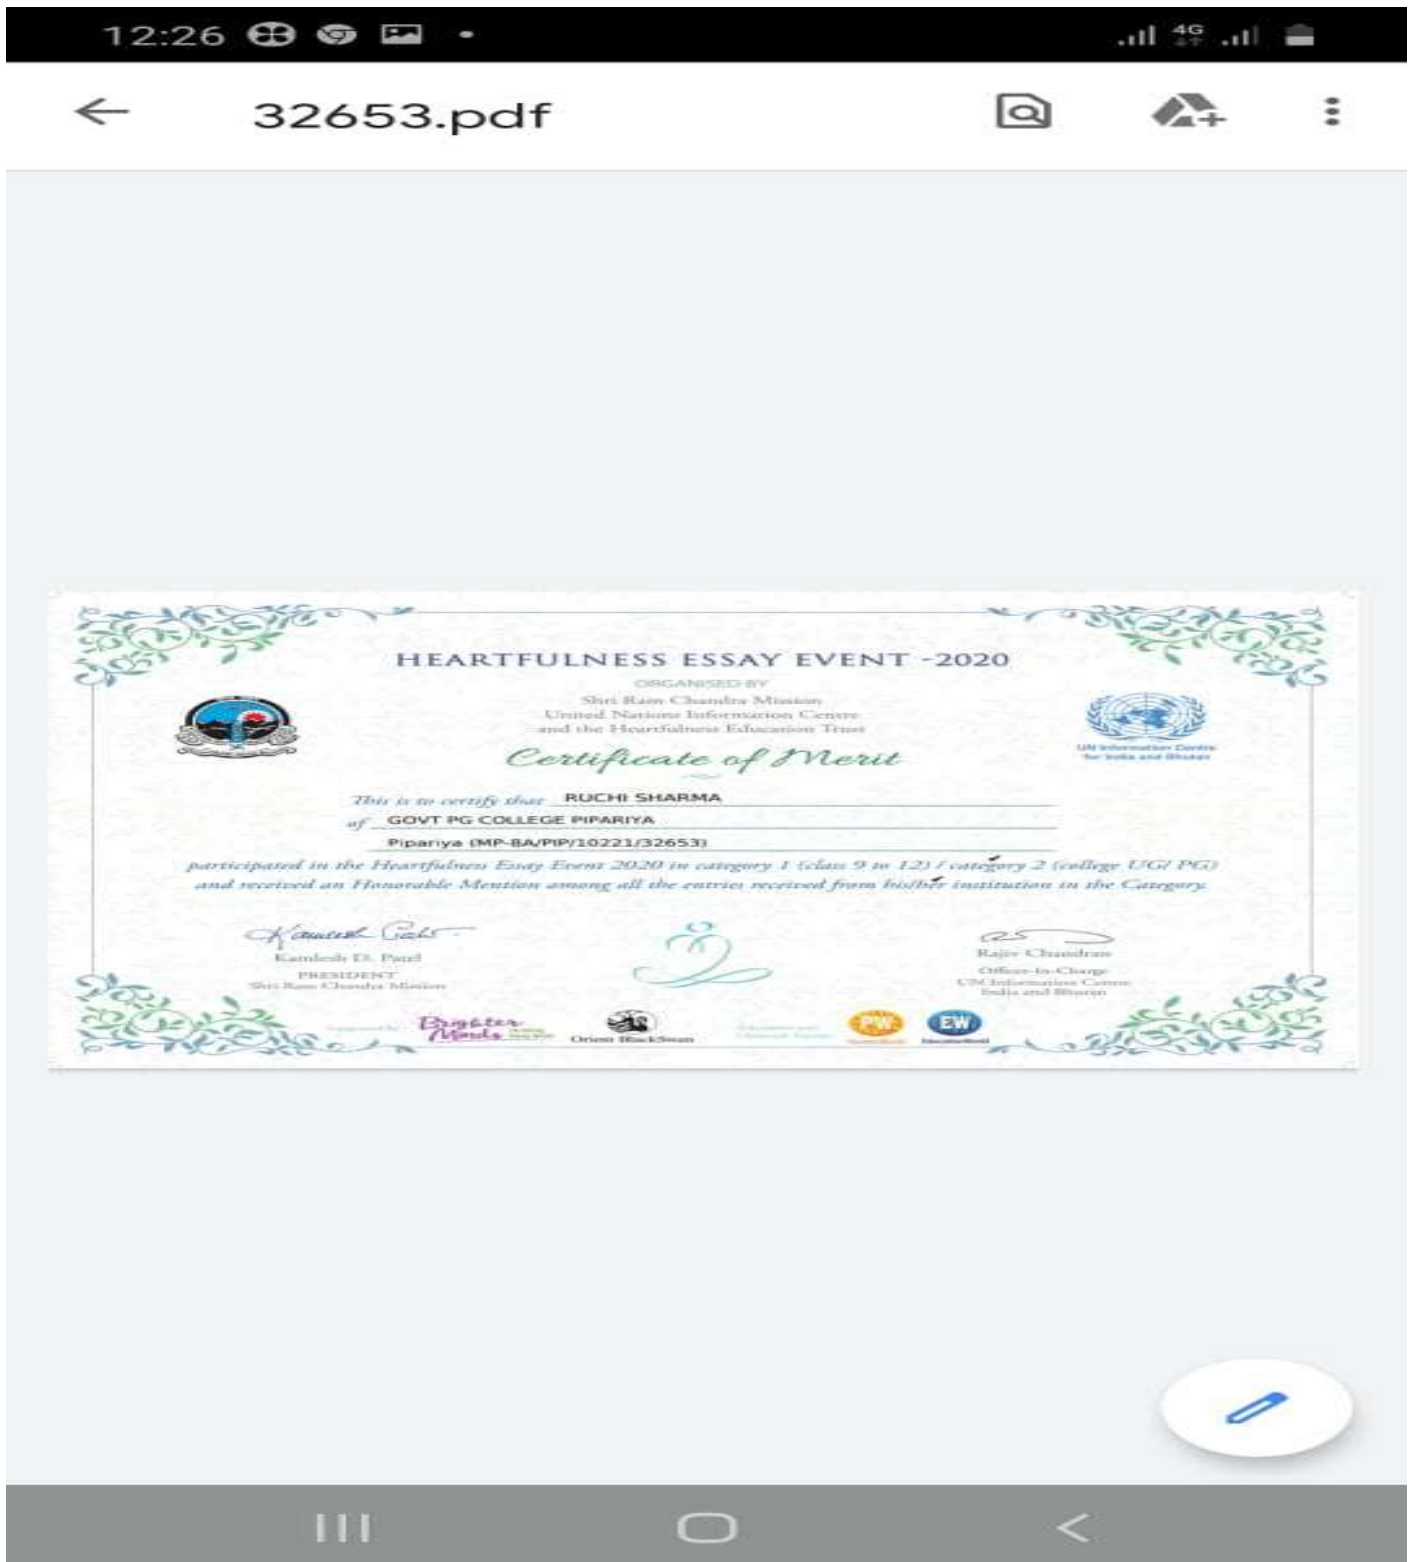 12:26
4G
32653.pdf
HEARTFULNESS ESSAY EVENT -2020
ORGANISED BY
Shri Ram Chandra Mission
United Nations Information Centre
and the Heartfulness Education Trust
Certificate of Merit
UN Information Centre
for India and Bhutan
This is to certify that RUCHI SHARMA
of GOVT PG COLLEGE PIPARIYA
Pipariya (MP-BA/PIP/10221/32653)
participated in the Heartfulness Essay Event 2020 in category 1 (class 9 to 12) / category 2 (college UG/ PG)
and received an Honorable Mention among all the entries received from his/her institution in the Category.
Kamlesh D. Patel
PRESIDENT
Shri Ram Chandra Mission
Rajiv Chandran
Officer-In-Charge
UN Information Centre
India and Bhutan
Brighter
Minds
Orient BlackSwan
PW
EW
EducationWorld